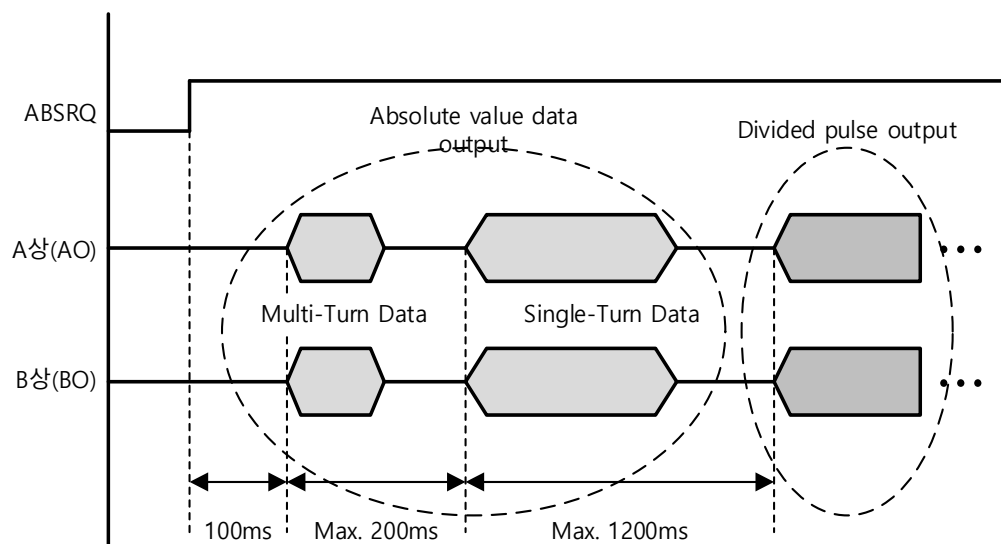 ABSRQ
Absolute value data
output
Divided pulse output
A상(AO)
Multi-Turn Data
Single-Turn Data
B상(BO)
100ms
Max. 200ms
Max. 1200ms